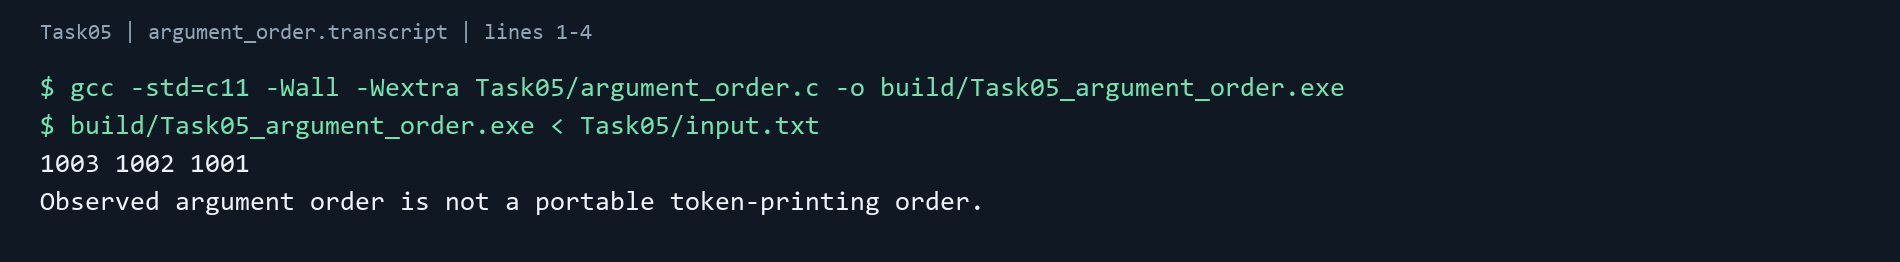 Task05 | argument_order.transcript | lines 1-4
$ gcc -std=c11 -Wall -Wextra Task05/argument_order.c -o build/Task05_argument_order.exe
$ build/Task05_argument_order.exe < Task05/input.txt
1003 1002 1001
Observed argument order is not a portable token-printing order.